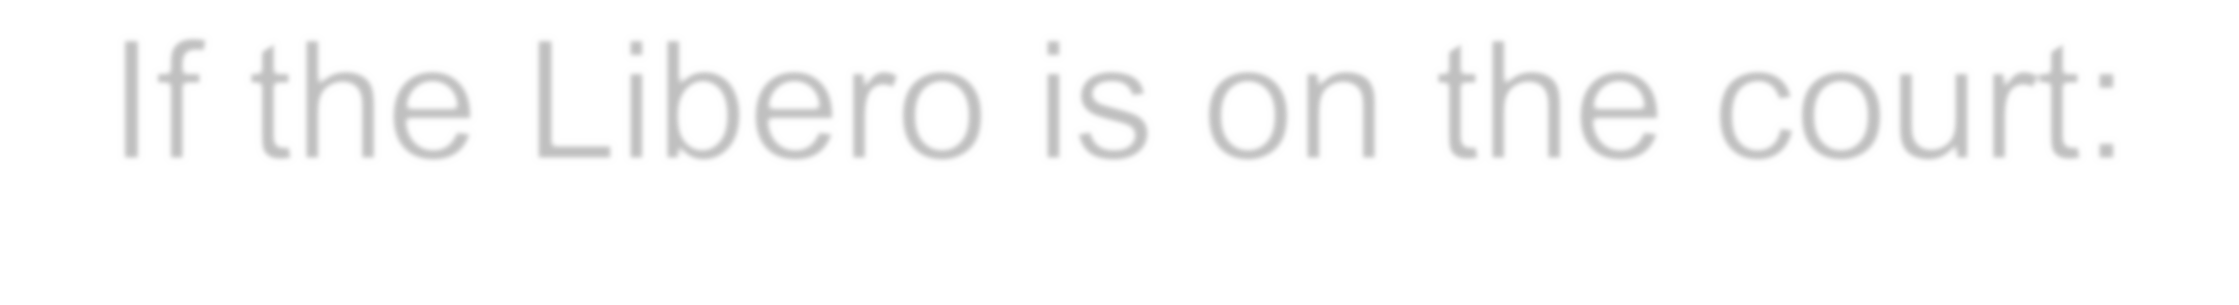 If the Libero is on the court: